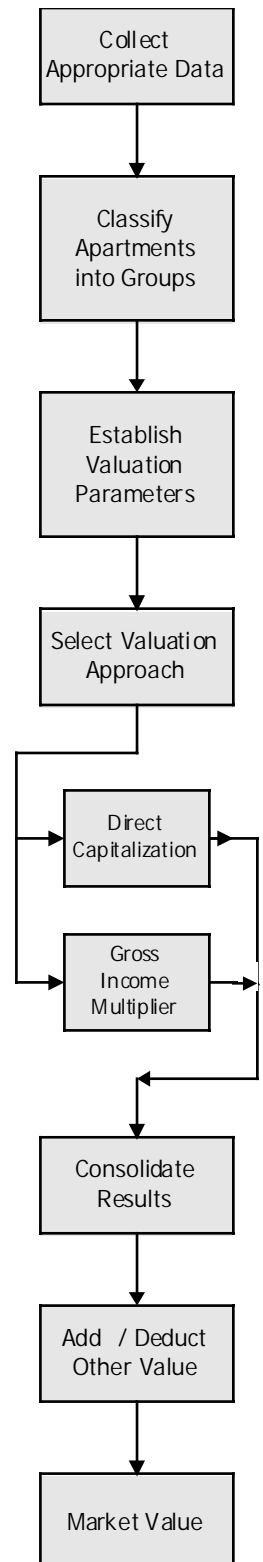 Collect
Appropriate Data
Classify
Apartments
into Groups
Establish
Valuation
Parameters
Select Valuation
Approach
Direct
Capitalization
Gross
Income
Multiplier
Consolidate
Results
Add / Deduct
Other Value
Market Value